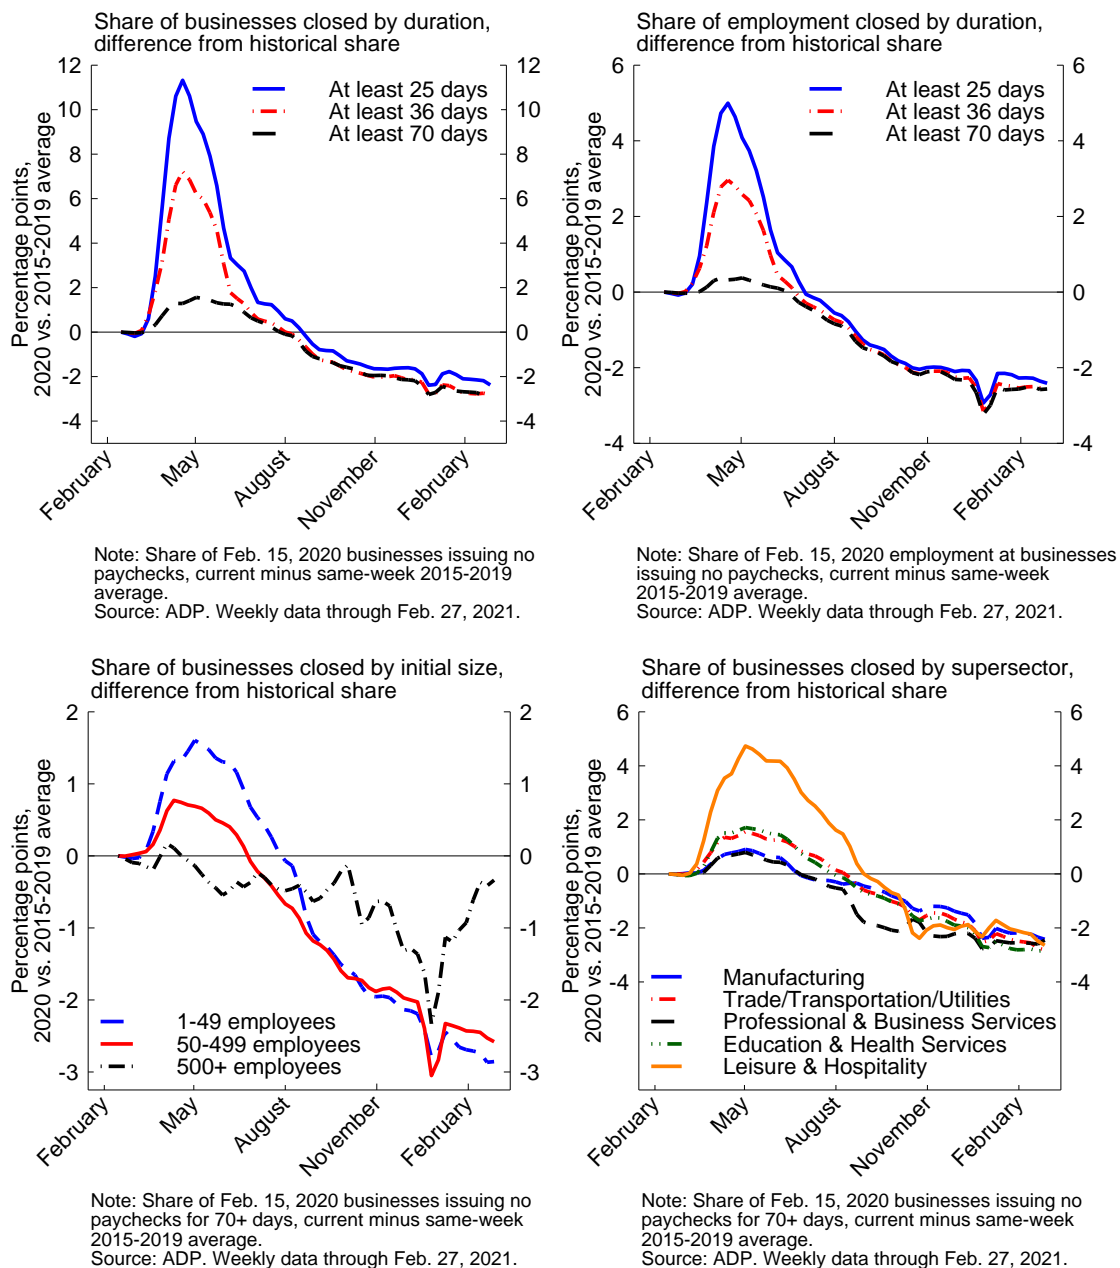 Share of businesses closed by duration,
difference from historical share
Percentage points,
2020 vs. 2015-2019 average
12
10
8
6
4
2
0
-2
-4
12
10
8
6
4
2
0
-2
-4
At least 25 days
At least 36 days
At least 70 days
February
May
August
November
February
Note: Share of Feb. 15, 2020 businesses issuing no
paychecks, current minus same-week 2015-2019
average.
Source: ADP. Weekly data through Feb. 27, 2021.
Share of employment closed by duration,
difference from historical share
Percentage points,
2020 vs. 2015-2019 average
6
4
2
0
-2
-4
6
4
2
0
-2
-4
At least 25 days
At least 36 days
At least 70 days
February
May
August
November
February
Note: Share of Feb. 15, 2020 employment at businesses
issuing no paychecks, current minus same-week
2015-2019 average.
Source: ADP. Weekly data through Feb. 27, 2021.
Share of businesses closed by initial size,
difference from historical share
Percentage points,
2020 vs. 2015-2019 average
2
1
0
-1
-2
-3
2
1
0
-1
-2
-3
1-49 employees
50-499 employees
500+ employees
February
May
August
November
February
Note: Share of Feb. 15, 2020 businesses issuing no
paychecks for 70+ days, current minus same-week
2015-2019 average.
Source: ADP. Weekly data through Feb. 27, 2021.
Share of businesses closed by supersector,
difference from historical share
Percentage points,
2020 vs. 2015-2019 average
6
4
2
0
-2
-4
6
4
2
0
-2
-4
Manufacturing
Trade/Transportation/Utilities
Professional & Business Services
Education & Health Services
Leisure & Hospitality
February
May
August
November
February
Note: Share of Feb. 15, 2020 businesses issuing no
paychecks for 70+ days, current minus same-week
2015-2019 average.
Source: ADP. Weekly data through Feb. 27, 2021.